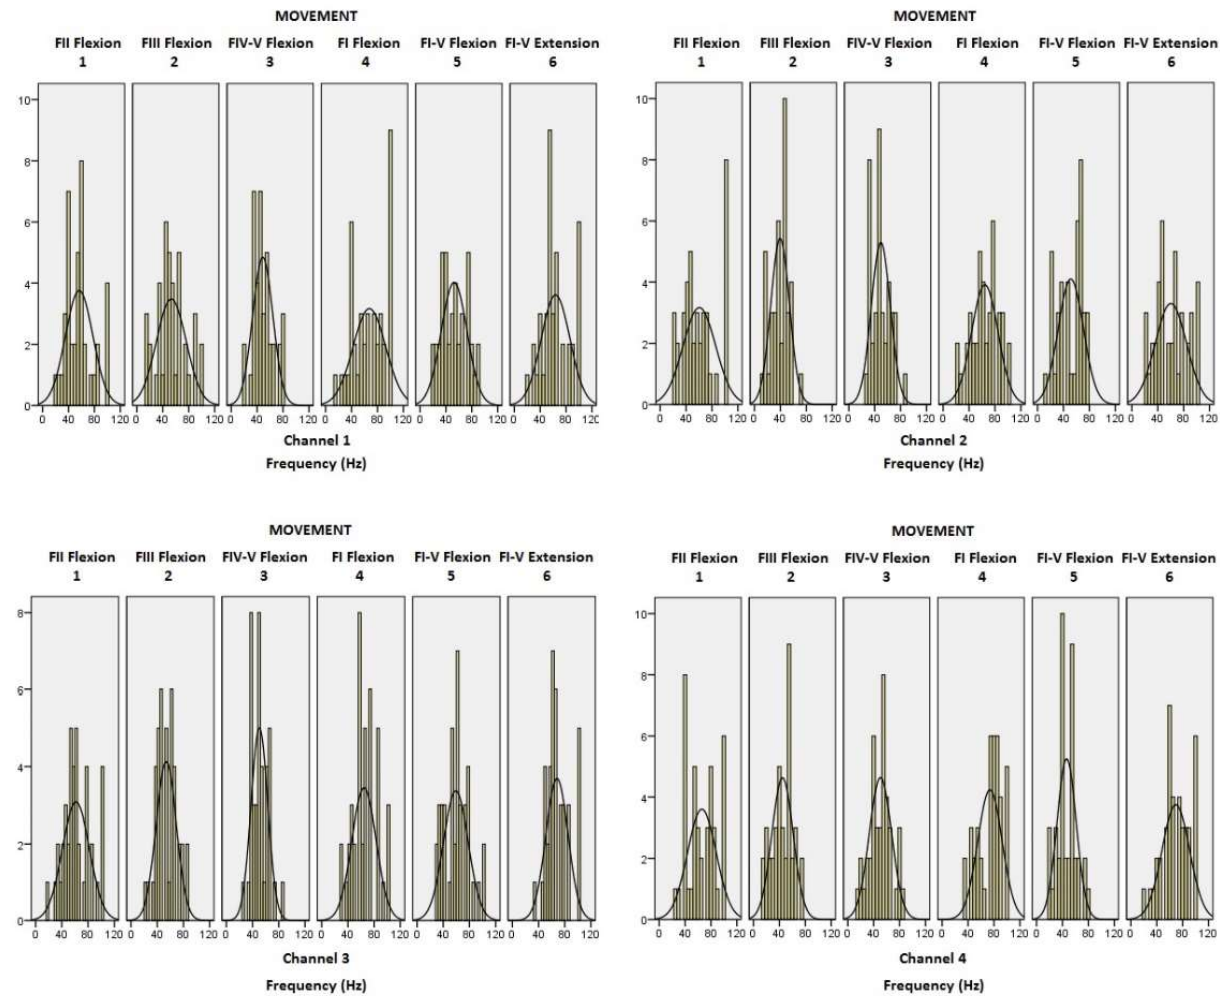 MOVEMENT
FII Flexion FIII Flexion FIV-V Flexion FI Flexion FI-V Flexion FI-V Extension
1 2 3 4 5 6
10
8
6
4
2
0
0 40 80 120 0 40 80 120 0 40 80 120 0 40 80 120 0 40 80 120 0 40 80 120
Channel 1
Frequency (Hz)
MOVEMENT
FII Flexion FIII Flexion FIV-V Flexion FI Flexion FI-V Flexion FI-V Extension
1 2 3 4 5 6
10
8
6
4
2
0
0 40 80 120 0 40 80 120 0 40 80 120 0 40 80 120 0 40 80 120 0 40 80 120
Channel 2
Frequency (Hz)
MOVEMENT
FII Flexion FIII Flexion FIV-V Flexion FI Flexion FI-V Flexion FI-V Extension
1 2 3 4 5 6
8
6
4
2
0
0 40 80 120 0 40 80 120 0 40 80 120 0 40 80 120 0 40 80 120 0 40 80 120
Channel 3
Frequency (Hz)
MOVEMENT
FII Flexion FIII Flexion FIV-V Flexion FI Flexion FI-V Flexion FI-V Extension
1 2 3 4 5 6
10
8
6
4
2
0
0 40 80 120 0 40 80 120 0 40 80 120 0 40 80 120 0 40 80 120 0 40 80 120
Channel 4
Frequency (Hz)